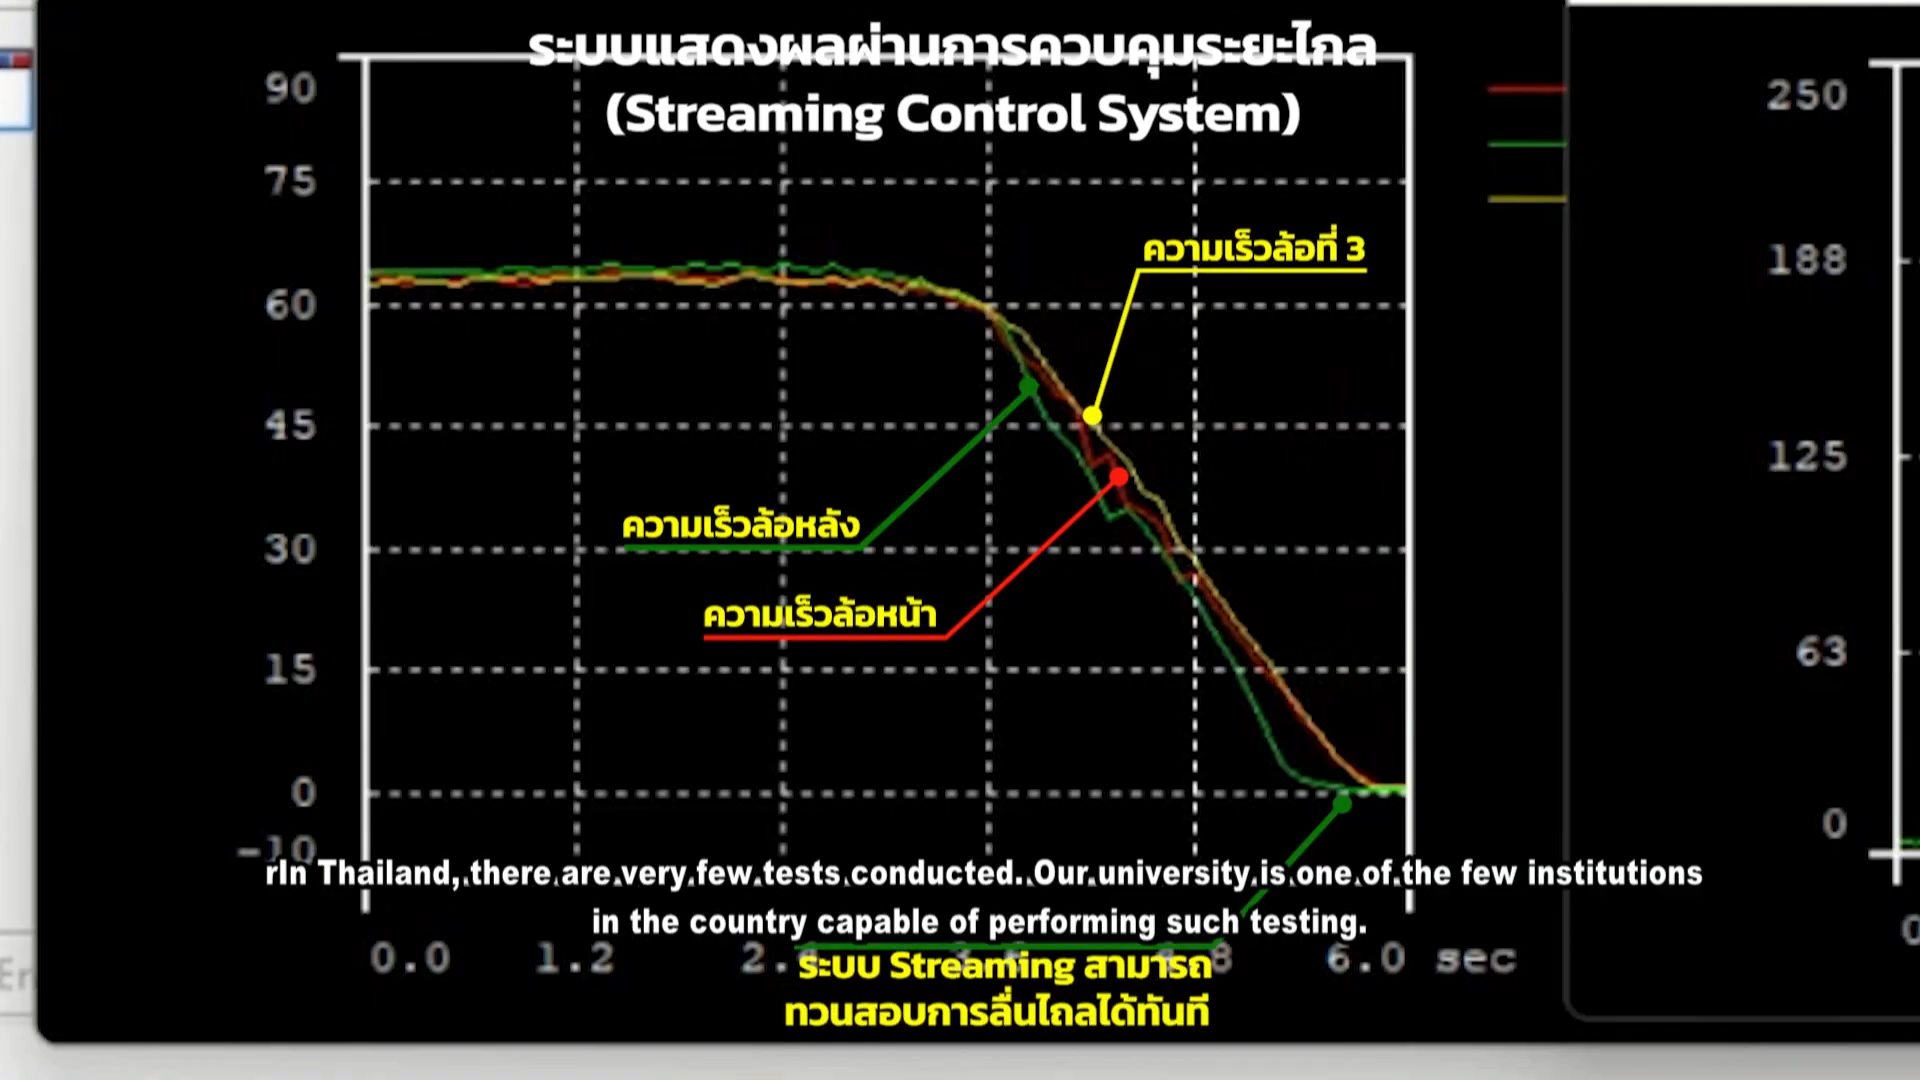 ระบบแสดงผลผ่านการควบคุมระยะไกล
(Streaming Control System)
90
75
60
45
30
15
0
-10
ความเร็วล้อที่ 3
ความเร็วล้อหลัง
ความเร็วล้อหน้า
250
188
125
63
0
rIn Thailand, there are very few tests conducted. Our university is one of the few institutions
in the country capable of performing such testing.
0.0 1.2 6.0 sec
ระบบ Streaming สามารถ
ทวนสอบการลื่นไถลได้ทันที